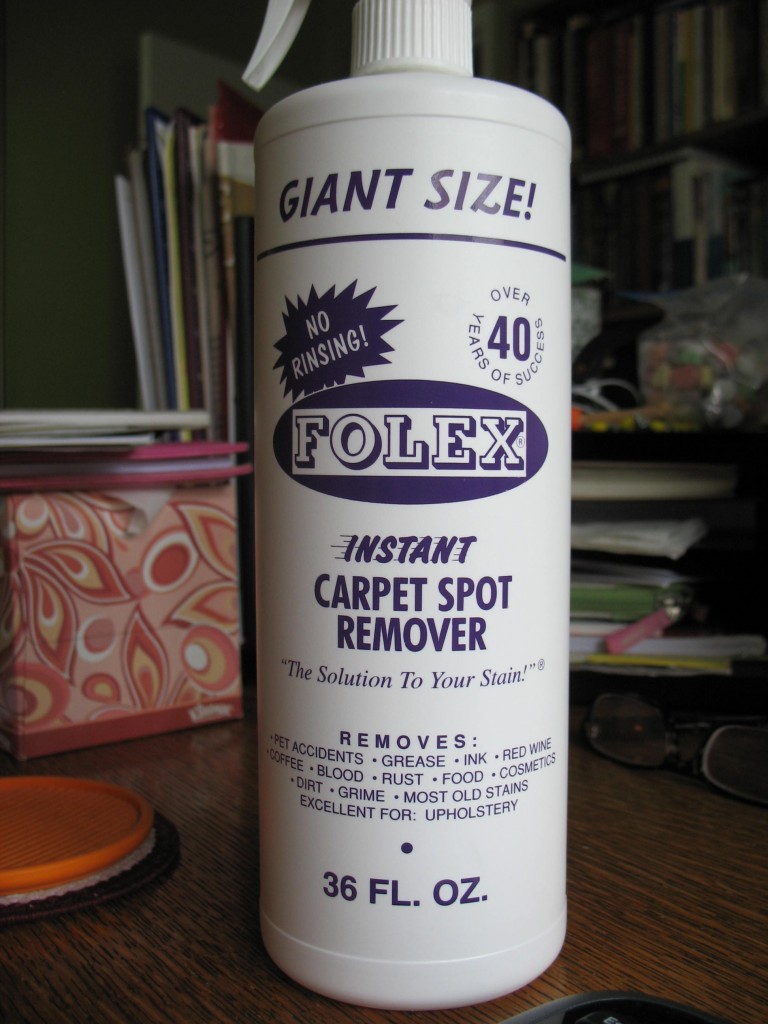 GIANT SIZE!
NO
RINSING!
OVER
40
YEARS OF SUCCESS
FOLEX®
INSTANT
CARPET SPOT
REMOVER
"The Solution To Your Stain!"®
REMOVES:
•PET ACCIDENTS •GREASE •INK •RED WINE
•COFFEE •BLOOD •RUST •FOOD •COSMETICS
•DIRT •GRIME •MOST OLD STAINS
EXCELLENT FOR: UPHOLSTERY
•
36 FL. OZ.
Kleenex